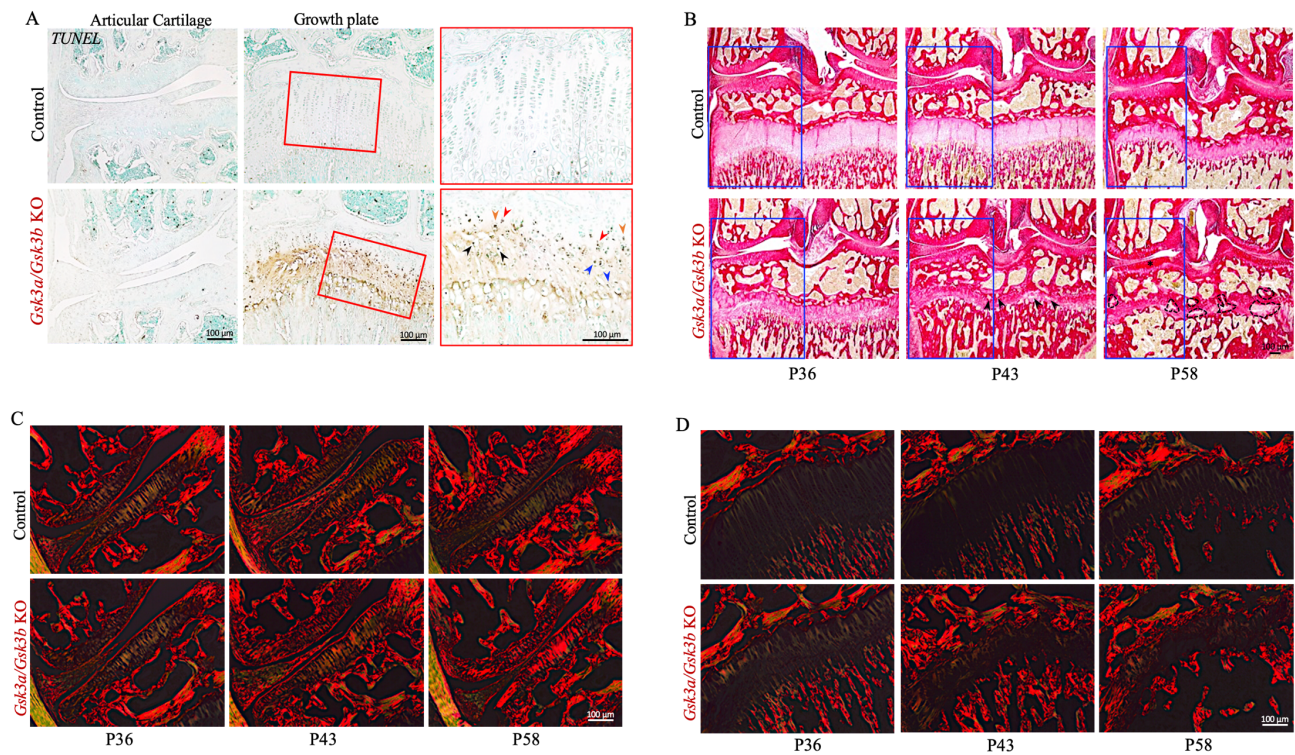 A
Articular Cartilage
Growth plate
TUNEL
Control
Gsk3a/Gsk3b KO
100 µm
100 µm
100 µm
B
Control
Gsk3a/Gsk3b KO
*
100 µm
P36
P43
P58
C
Control
Gsk3a/Gsk3b KO
100 µm
P36
P43
P58
D
Control
Gsk3a/Gsk3b KO
100 µm
P36
P43
P58